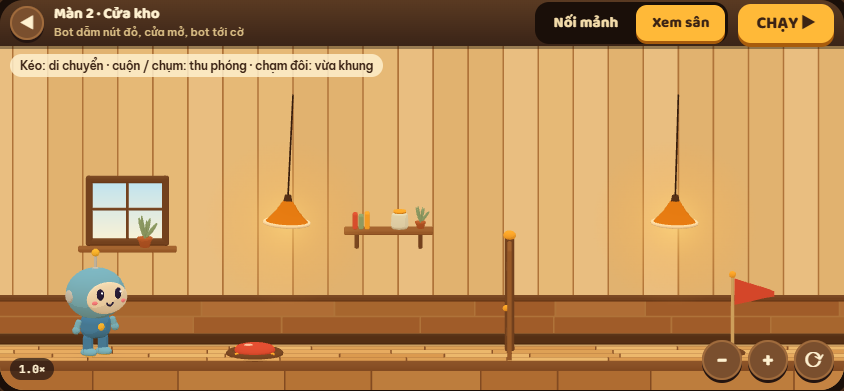 Màn 2 · Cửa kho
Bot dẫm nút đỏ, cửa mở, bot tới cờ
Nối mảnh
Xem sân
CHẠY
Kéo: di chuyển · cuộn / chụm: thu phóng · chạm đôi: vừa khung
1.0×